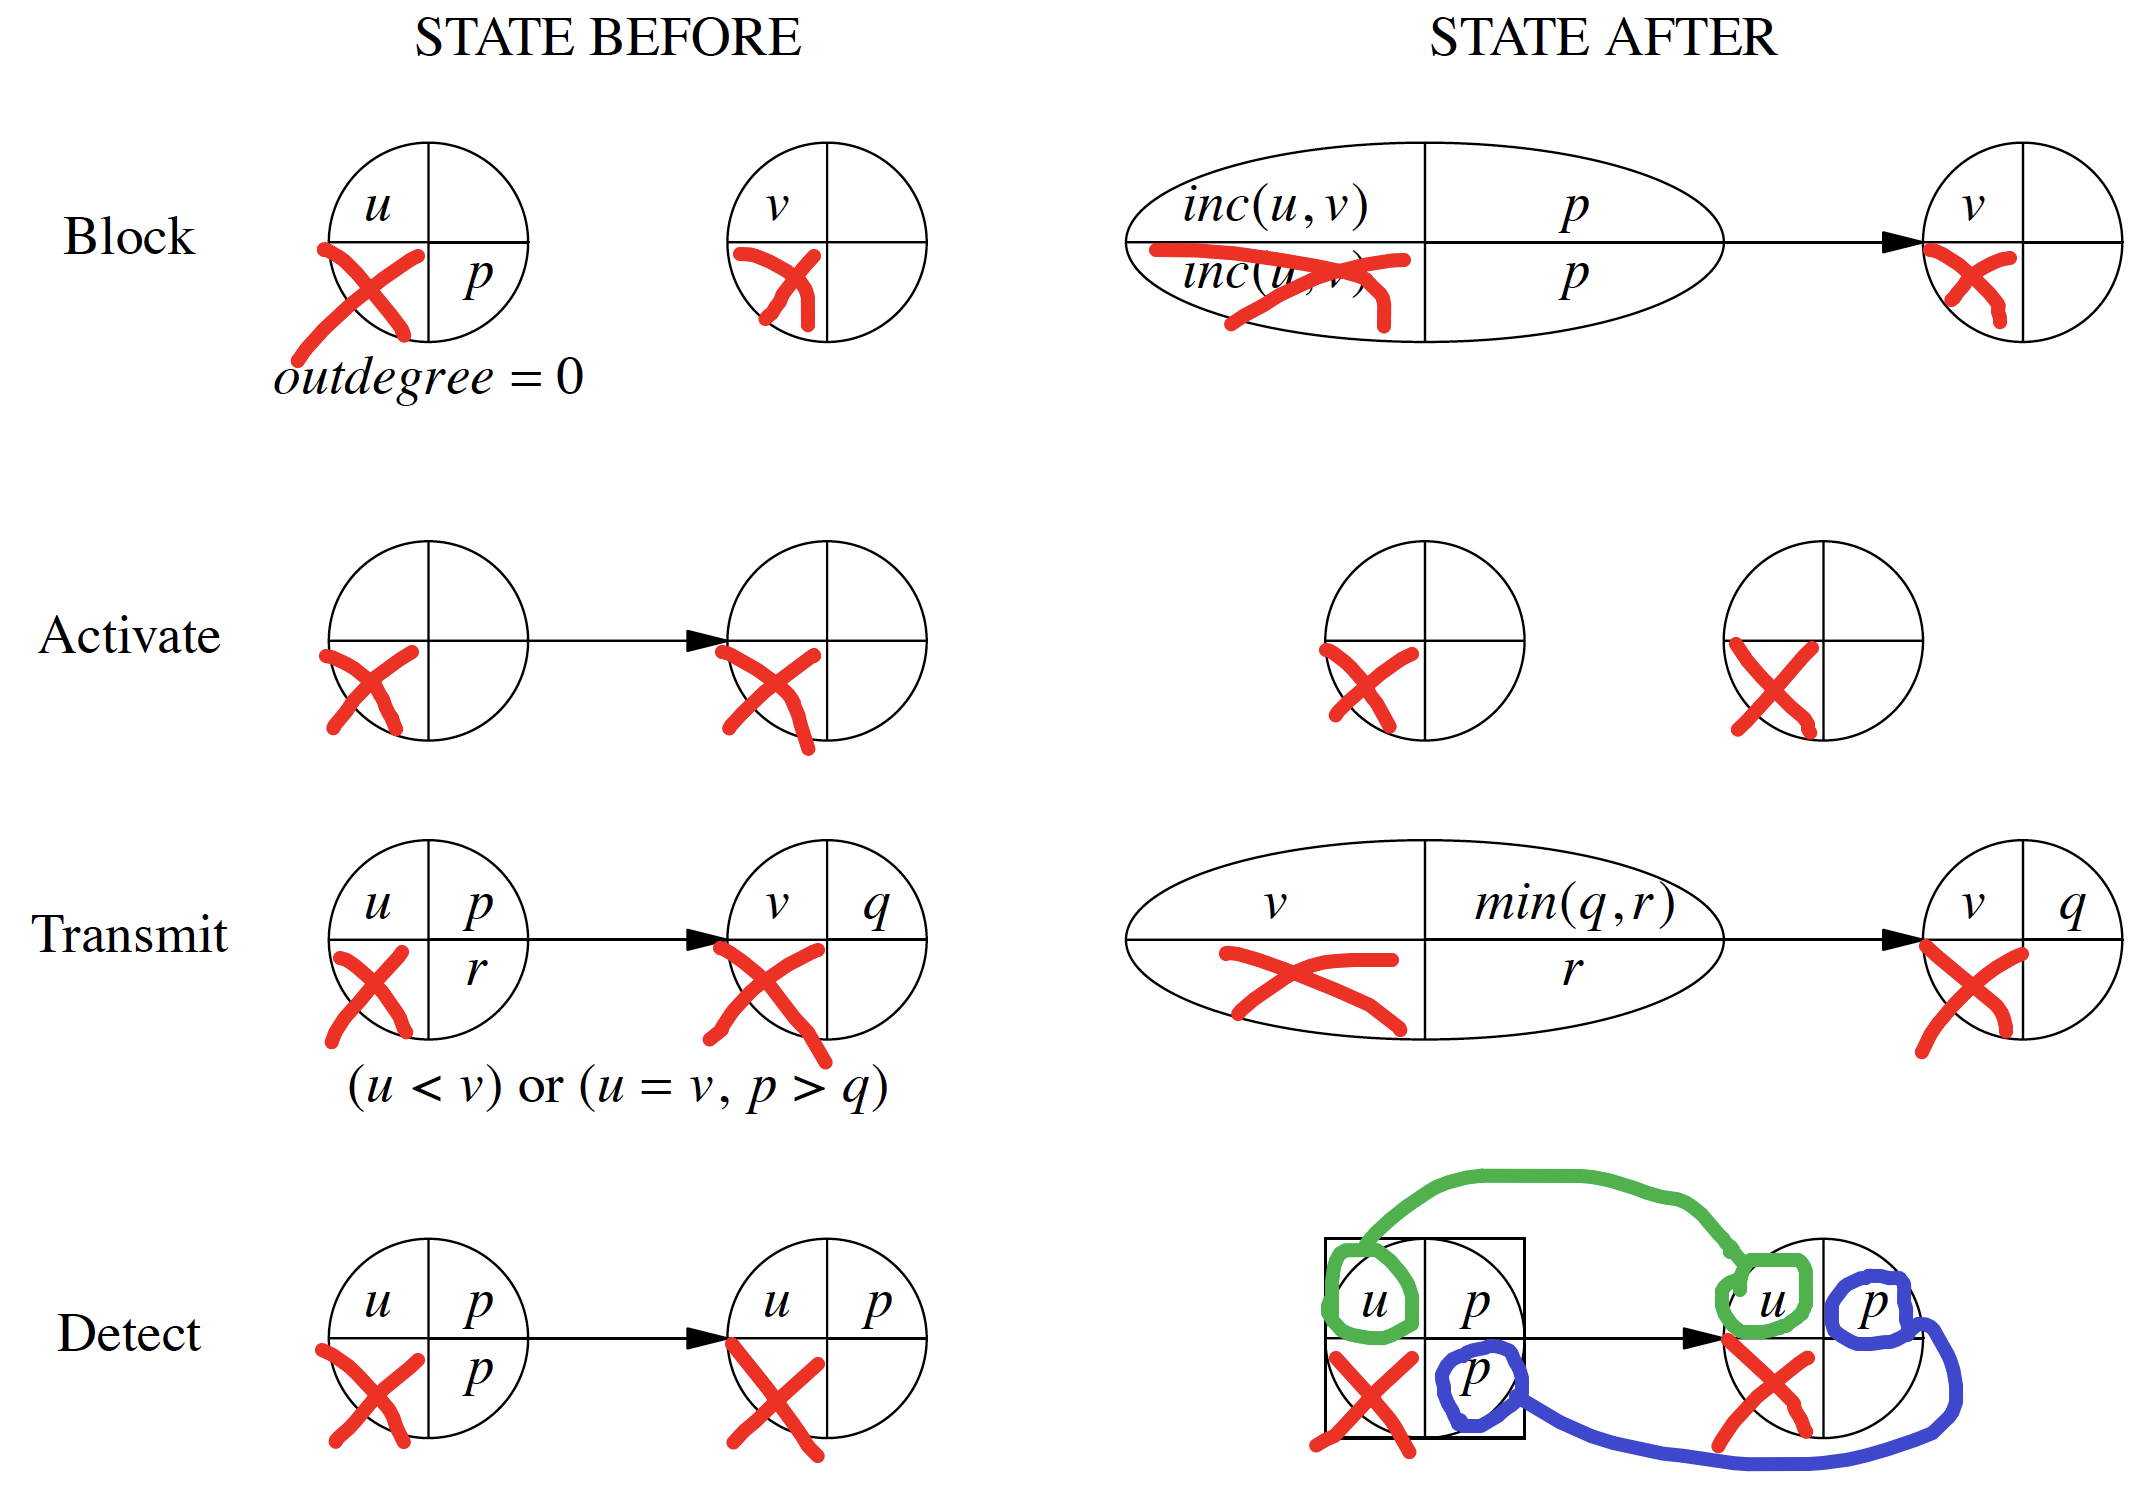 STATE BEFORE STATE AFTER
Block
u v inc(u, v) p v
p inc(u, v) p
outdegree = 0
Activate
Transmit
u p v q v min(q, r) v q
r r
(u < v) or (u = v, p > q)
Detect
u p u p u p u p
p p